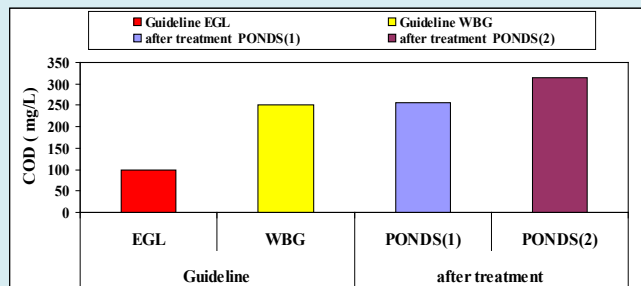 Guideline EGL Guideline WBG
after treatment PONDS(1) after treatment PONDS(2)
COD ( mg/L)
350
300
250
200
150
100
50
0
EGL WBG PONDS(1) PONDS(2)
Guideline after treatment